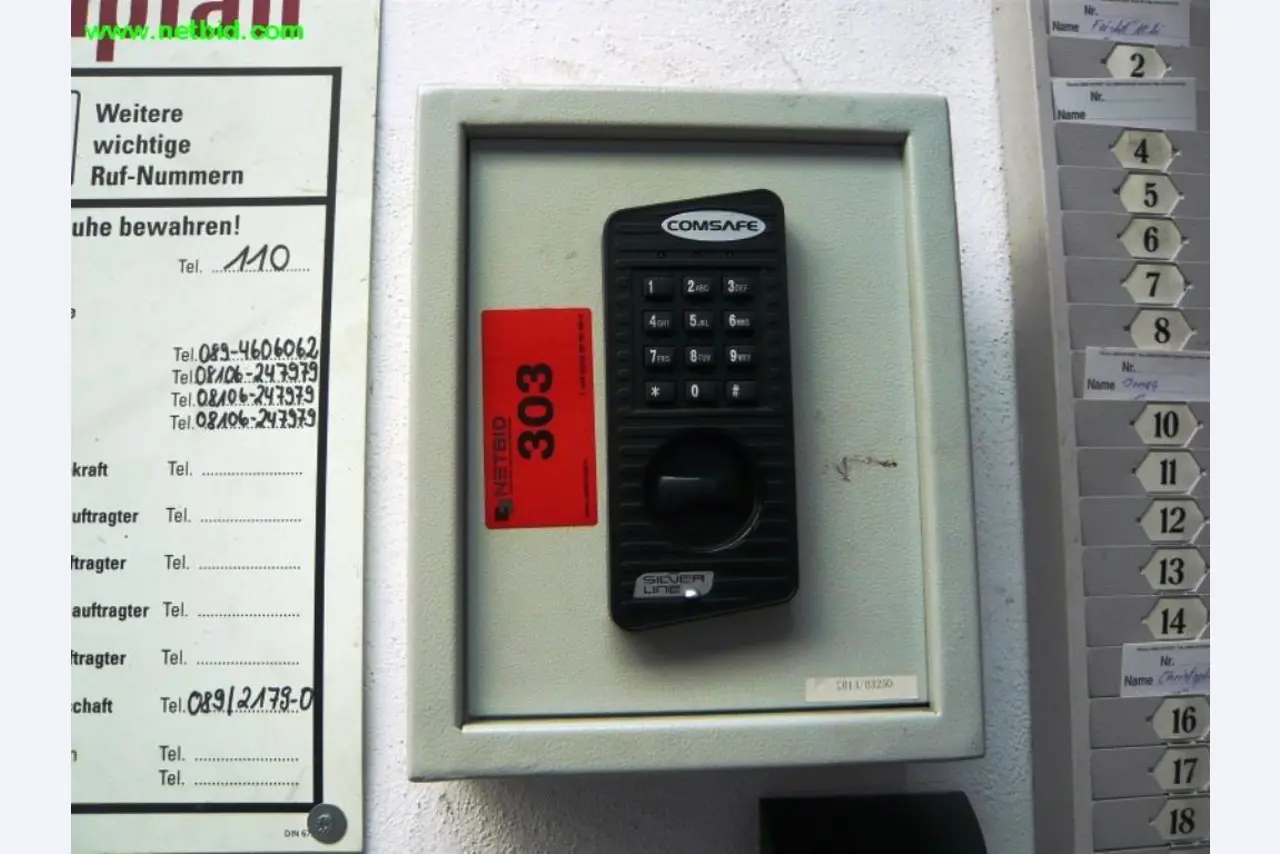 www.netbid.com
Weitere
wichtige
Ruf-Nummern
uhe bewahren!
Tel. 110
Tel. 089-4606062
Tel. 08106-247979
Tel. 08106-247979
Tel. 08106-247979
kraft Tel.
uftragter Tel.
ftragter Tel.
auftragter Tel.
ftragter Tel.
chaft Tel. 089/2179-0
Tel.
Tel.
DIN
COMSAFE
1 2ABC 3DEF
4GHI 5JKL 6MNO
7PRS 8TUV 9WXY
* 0 #
SILVER
LINE
NETBID
303
Nr.
Name
2
Nr.
Name
4
5
6
7
8
Nr.
Name
10
11
12
13
14
Nr.
Name Christoph
16
17
18